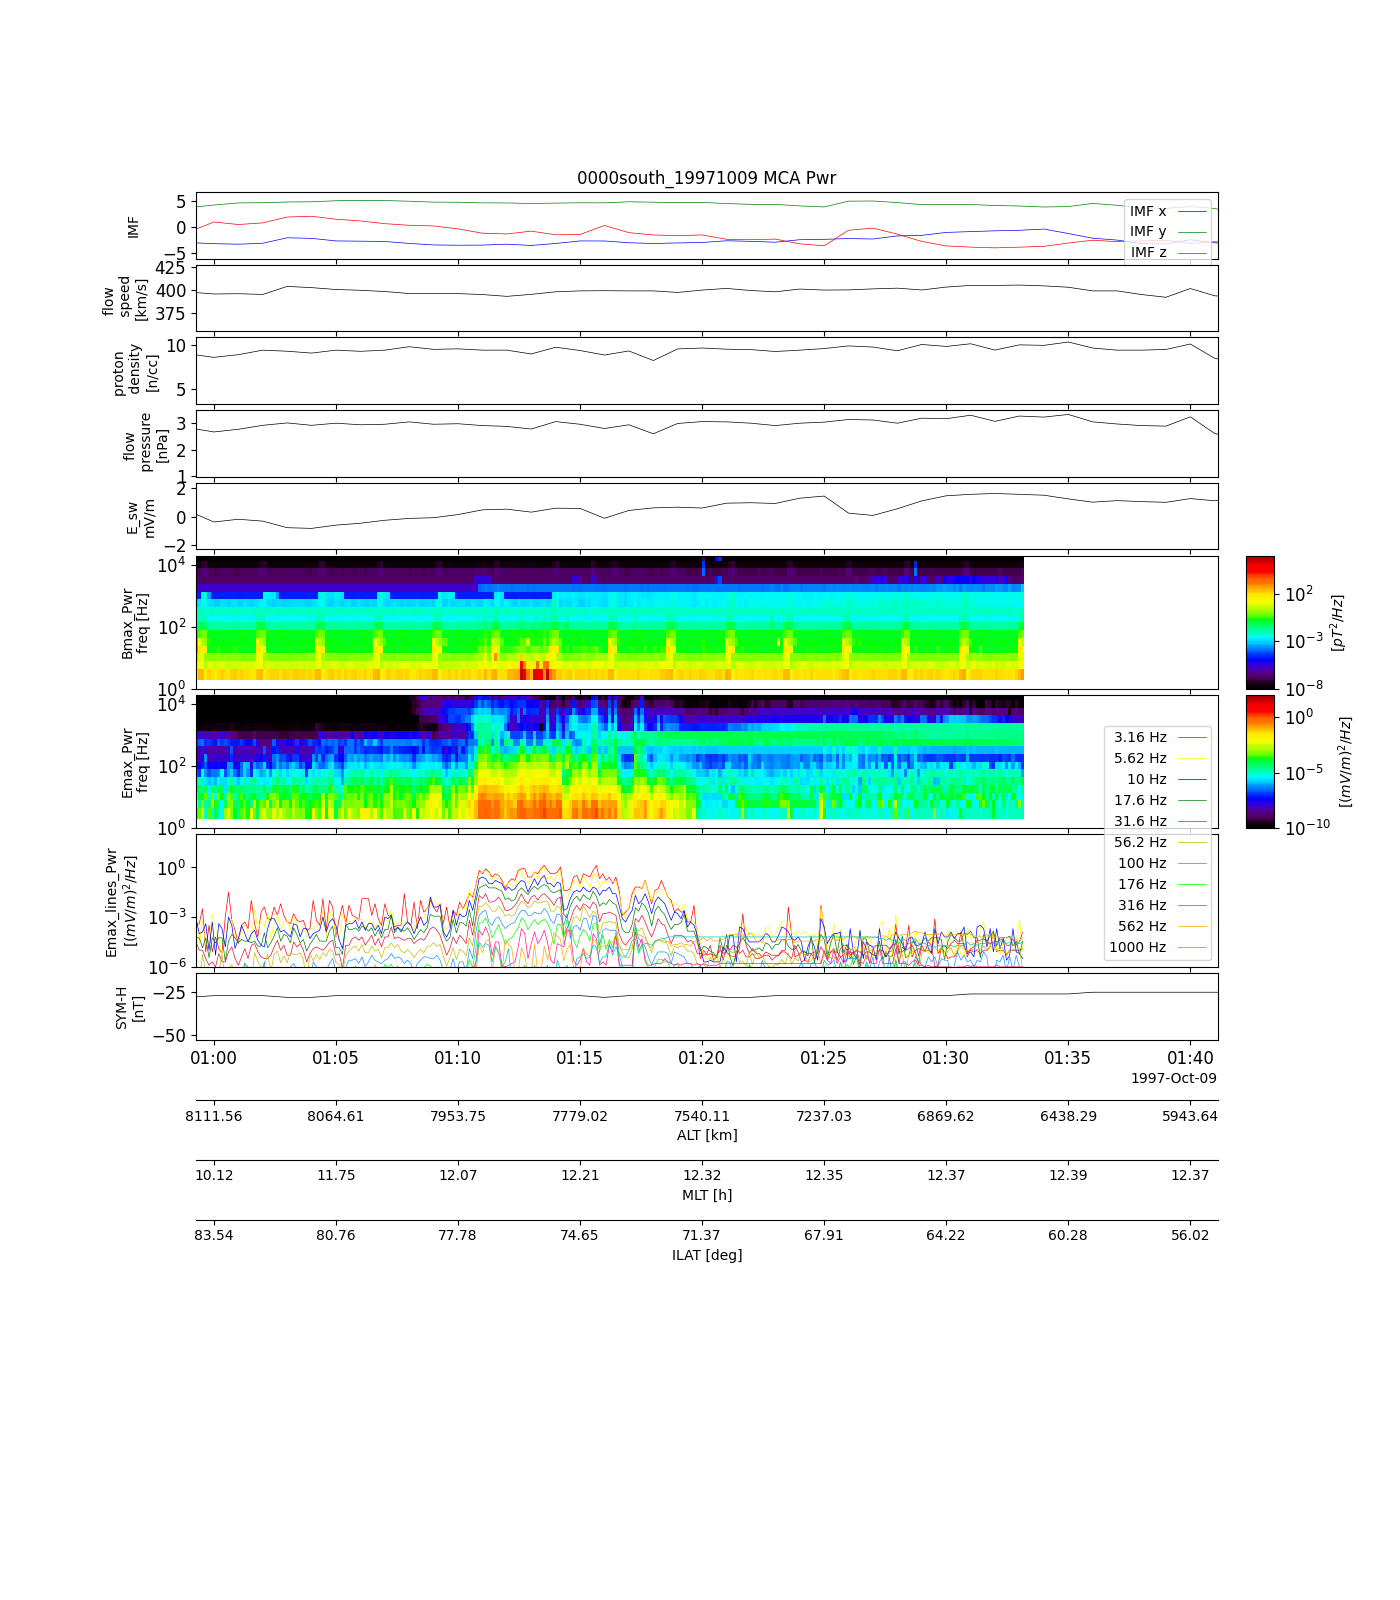 0000south_19971009 MCA Pwr
IMF
5
0
−5
IMF x
IMF y
IMF z
flow
speed
[km/s]
425
400
375
proton
density
[n/cc]
10
5
flow
pressure
[nPa]
3
2
1
E_sw
mV/m
2
0
−2
Bmax_Pwr
freq [Hz]
10^4
10^2
10^0
10^2
10^−3
10^−8
[pT^2/Hz]
Emax_Pwr
freq [Hz]
10^4
10^2
10^0
10^0
10^−5
10^−10
[(mV/m)^2/Hz]
3.16 Hz
5.62 Hz
10 Hz
17.6 Hz
31.6 Hz
56.2 Hz
100 Hz
176 Hz
316 Hz
562 Hz
1000 Hz
Emax_lines_Pwr
[(mV/m)^2/Hz]
10^0
10^−3
10^−6
SYM-H
[nT]
−25
−50
01:00 01:05 01:10 01:15 01:20 01:25 01:30 01:35 01:40
1997-Oct-09
8111.56 8064.61 7953.75 7779.02 7540.11 7237.03 6869.62 6438.29 5943.64
ALT [km]
10.12 11.75 12.07 12.21 12.32 12.35 12.37 12.39 12.37
MLT [h]
83.54 80.76 77.78 74.65 71.37 67.91 64.22 60.28 56.02
ILAT [deg]